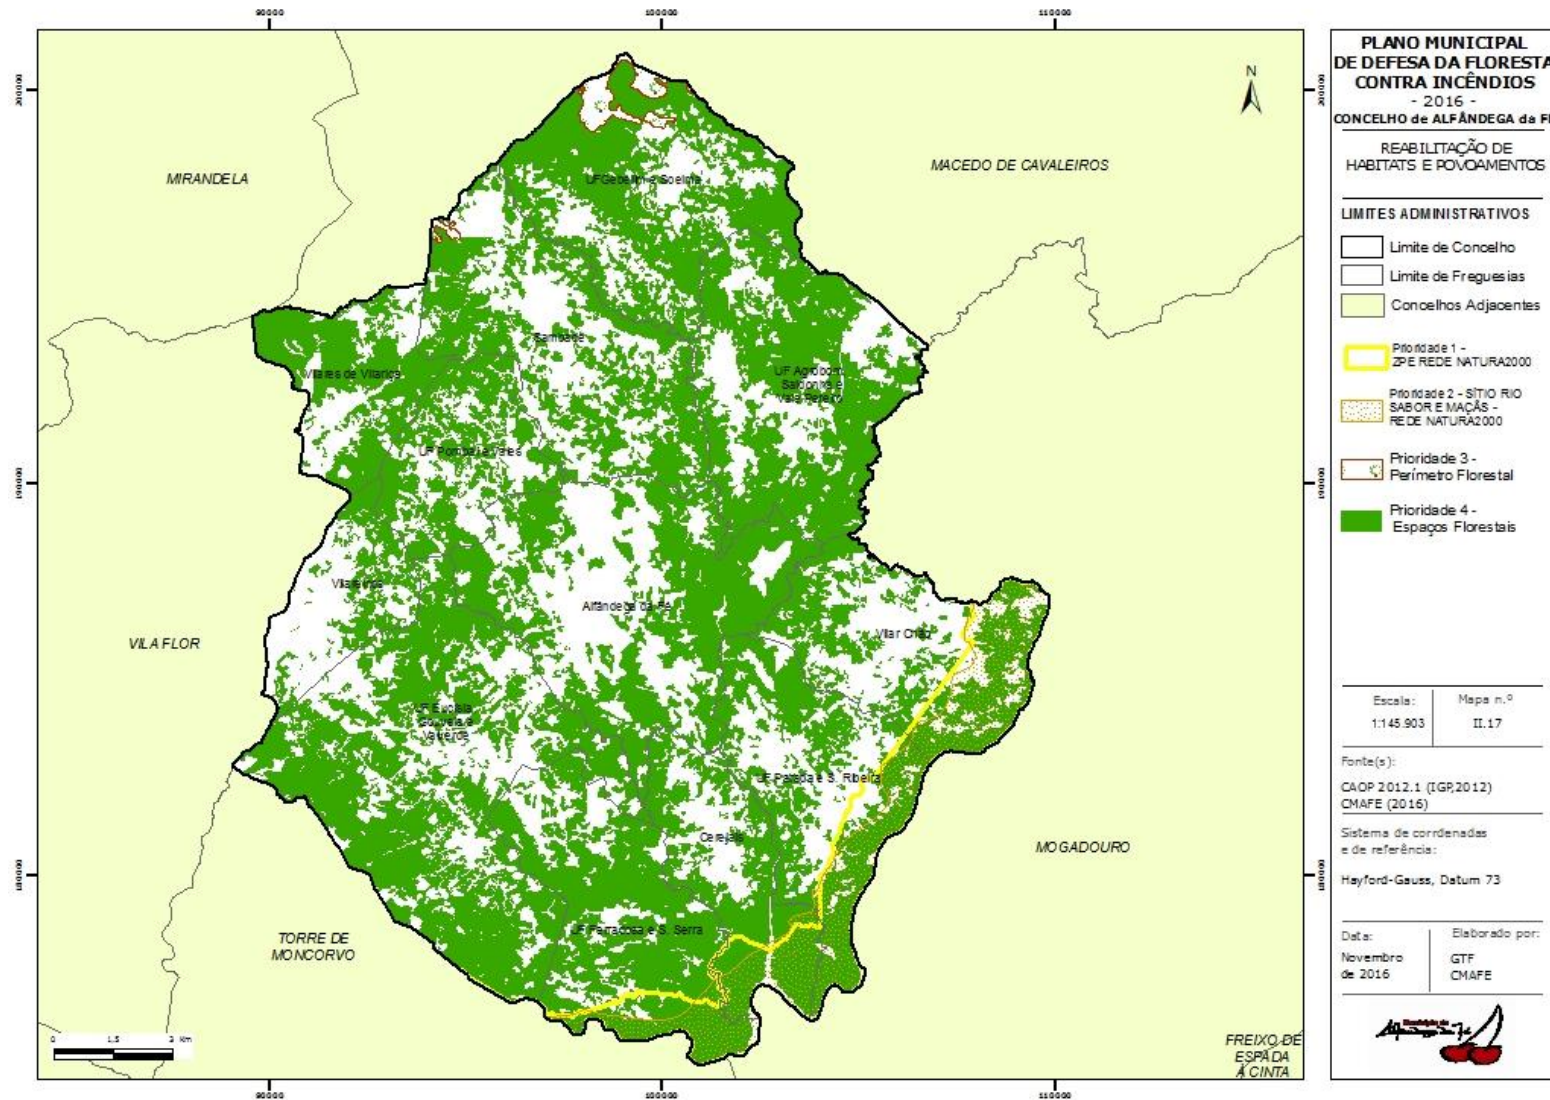 90000
100000
110000
200000
200000
190000
190000
180000
180000
N
MIRANDELA
MACEDO DE CAVALEIROS
UF Gebelim e Soeima
Sambade
Vilares de Vilariça
UF Agrobom
Saldonha e
Vale Pereiro
UF Pombal e Vales
Vilarelhos
Alfândega da Fé
Vilar Chão
VILA FLOR
UF Eucisia
Gouveia e
Valverde
UF Parada e S. Ribeira
Cerejais
MOGADOURO
UF Ferradosa e S. Serra
TORRE DE
MONCORVO
0 1,5 3 Km
FREIXO DE
ESPADA
À CINTA
90000
100000
110000
PLANO MUNICIPAL
DE DEFESA DA FLORESTA
CONTRA INCÊNDIOS
- 2016 -
CONCELHO de ALFÂNDEGA da F
REABILITAÇÃO DE
HABITATS E POVOAMENTOS
LIMITES ADMINISTRATIVOS
Limite de Concelho
Limite de Freguesias
Concelhos Adjacentes
Prioridade 1 -
ZPE REDE NATURA2000
Prioridade 2 - SÍTIO RIO
SABOR E MAÇÃS -
REDE NATURA2000
Prioridade 3 -
Perímetro Florestal
Prioridade 4 -
Espaços Florestais
Escala:
1:145.903
Mapa n.º
II.17
Fonte(s):
CAOP 2012.1 (IGP,2012)
CMAFE (2016)
Sistema de corrdenadas
e de referência:
Hayford-Gauss, Datum 73
Data:
Novembro
de 2016
Elaborado por:
GTF
CMAFE